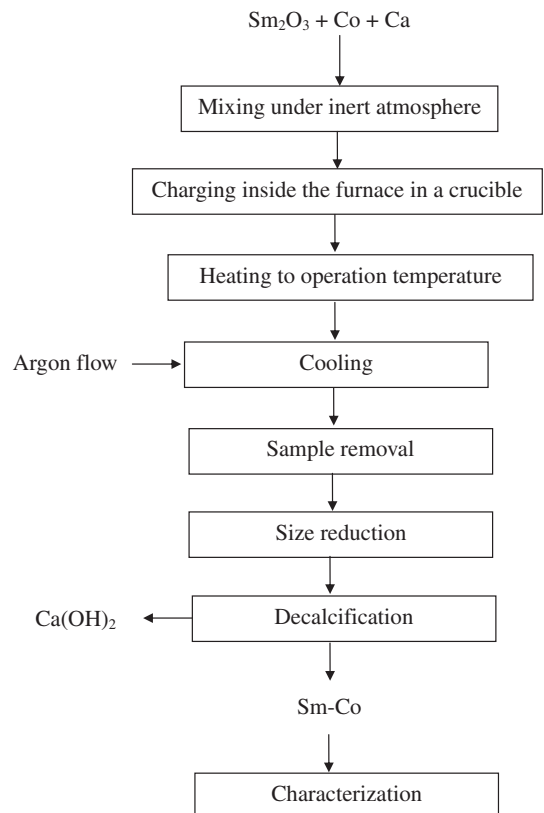 Sm₂O₃ + Co + Ca
Mixing under inert atmosphere
Charging inside the furnace in a crucible
Heating to operation temperature
Argon flow
Cooling
Sample removal
Size reduction
Ca(OH)₂
Decalcification
Sm-Co
Characterization